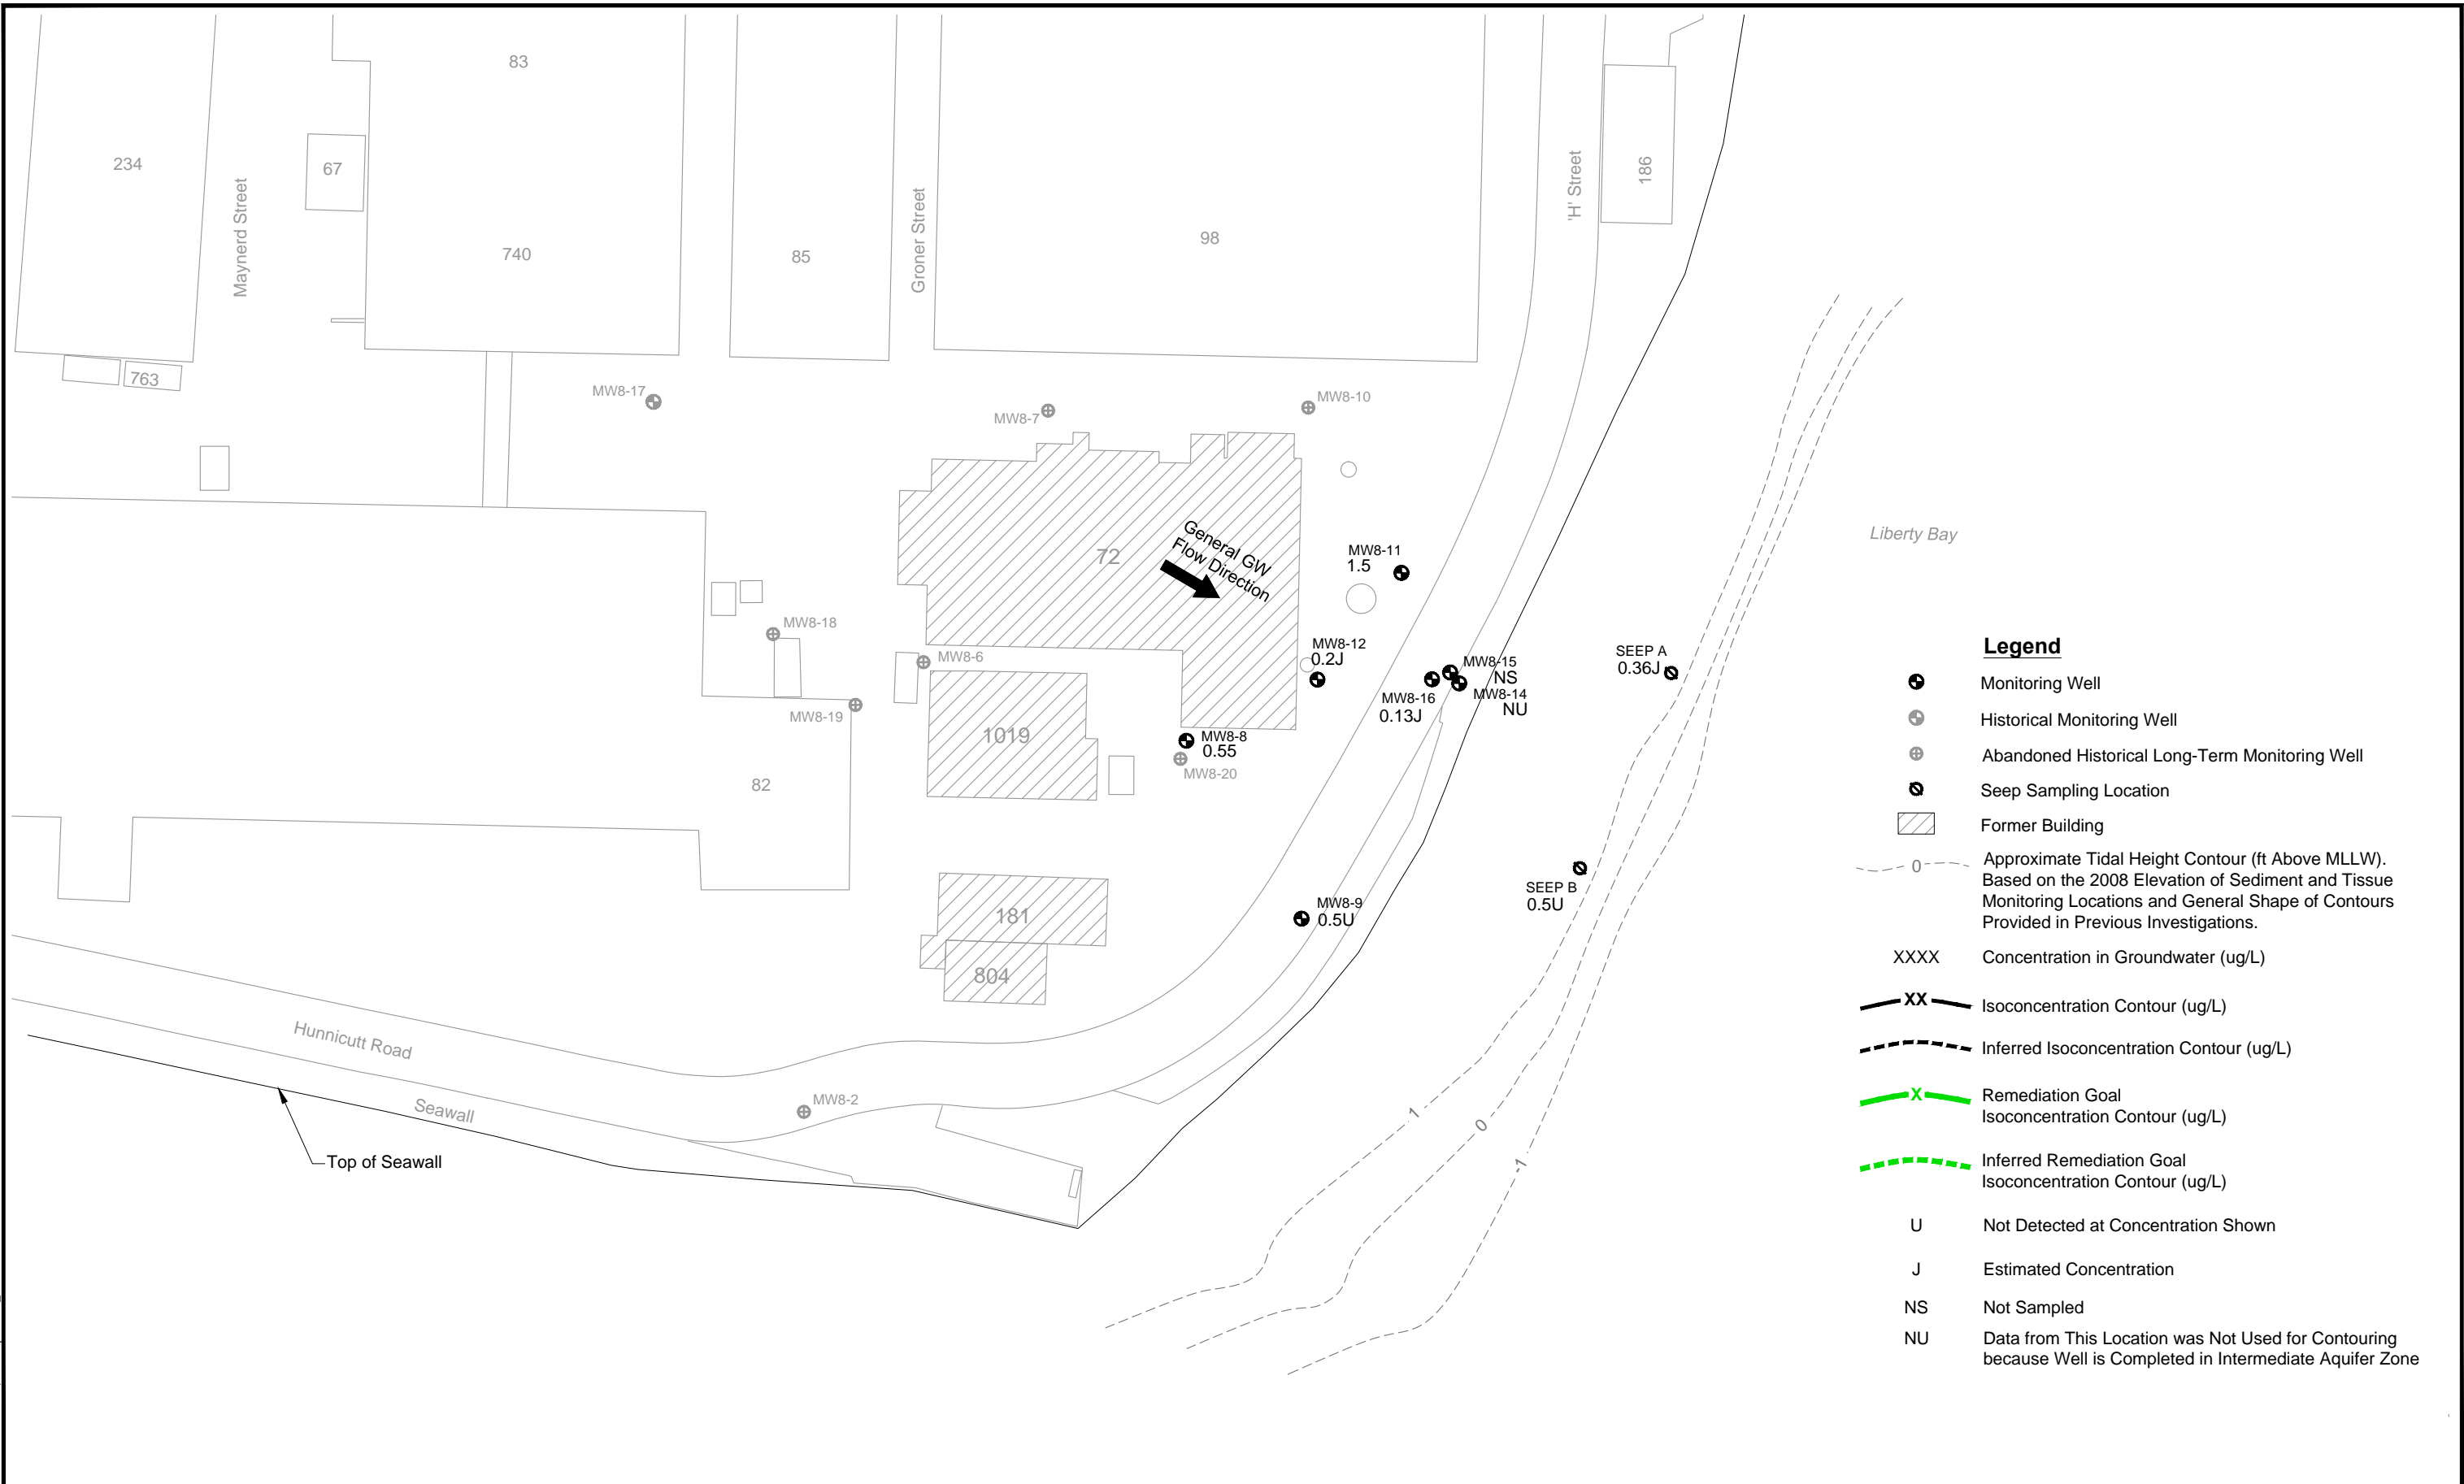 83
234
67
Maynerd Street
740
85
Groner Street
98
'H' Street
186
763
MW8-17
MW8-7
MW8-10
Liberty Bay
General GW
Flow Direction
72
MW8-11
1.5
MW8-18
MW8-6
MW8-12
0.2J
MW8-15
NS
MW8-14
NU
MW8-16
0.13J
SEEP A
0.36J
MW8-19
1019
MW8-8
0.55
MW8-20
82
SEEP B
0.5U
MW8-9
0.5U
181
804
Hunnicutt Road
Seawall
MW8-2
Top of Seawall
1
0
-1
Legend
Monitoring Well
Historical Monitoring Well
Abandoned Historical Long-Term Monitoring Well
Seep Sampling Location
Former Building
0
Approximate Tidal Height Contour (ft Above MLLW).
Based on the 2008 Elevation of Sediment and Tissue
Monitoring Locations and General Shape of Contours
Provided in Previous Investigations.
XXXX Concentration in Groundwater (ug/L)
XX Isoconcentration Contour (ug/L)
Inferred Isoconcentration Contour (ug/L)
X Remediation Goal
Isoconcentration Contour (ug/L)
Inferred Remediation Goal
Isoconcentration Contour (ug/L)
U Not Detected at Concentration Shown
J Estimated Concentration
NS Not Sampled
NU Data from This Location was Not Used for Contouring
because Well is Completed in Intermediate Aquifer Zone